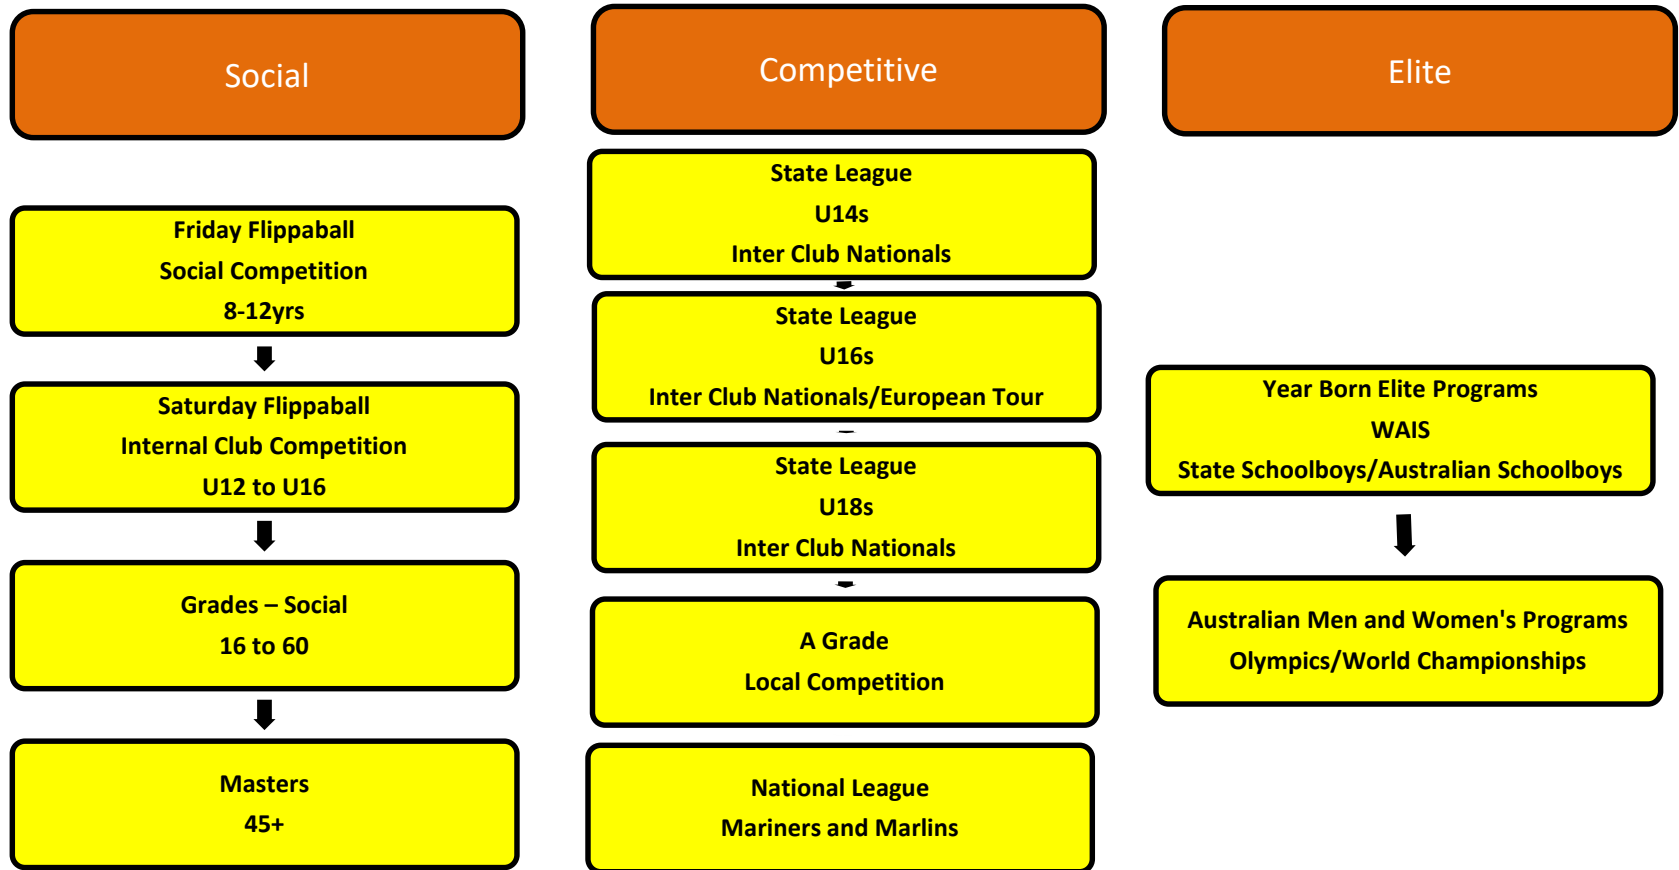 Social
Friday Flippaball
Social Competition
8-12yrs
Saturday Flippaball
Internal Club Competition
U12 to U16
Grades – Social
16 to 60
Masters
45+
Competitive
State League
U14s
Inter Club Nationals
State League
U16s
Inter Club Nationals/European Tour
State League
U18s
Inter Club Nationals
A Grade
Local Competition
National League
Mariners and Marlins
Elite
Year Born Elite Programs
WAIS
State Schoolboys/Australian Schoolboys
Australian Men and Women's Programs
Olympics/World Championships